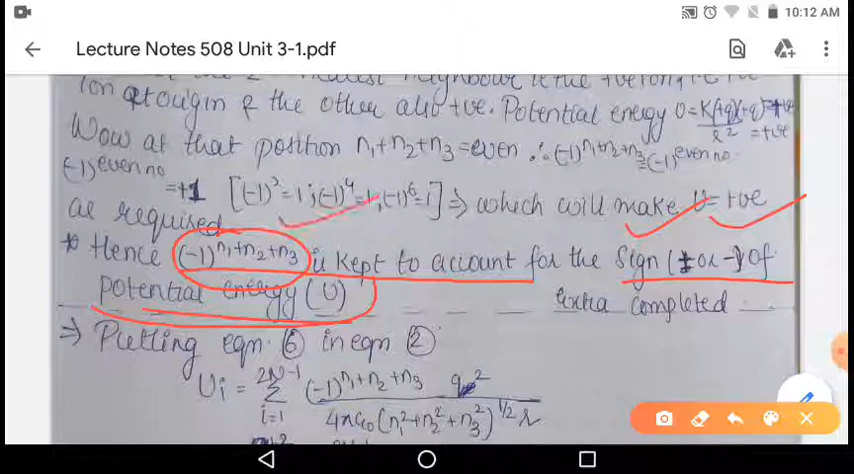 10:12 AM
Lecture Notes 508 Unit 3-1.pdf
ion at origin & the other also +ve. Potential energy U = K(+q)(+q)/r² = +ve
= +ve
Now at that position n₁+n₂+n₃ = even ∴ (-1)^(n₁+n₂+n₃) = (-1)^(even no.
(-1)^(even no
= +1 [(-1)² = 1; (-1)⁴ = 1, (-1)⁶ = 1] ⇒ which will make U = +ve
as required.
* Hence (-1)^(n₁+n₂+n₃) is kept to account for the sign (+ or -) of
potential energy (U)
extra completed
⇒ Putting eqn. ⑥ in eqn ②
Uᵢ = Σ_(i=1)^(2N-1) (-1)^(n₁+n₂+n₃) q² / 4πε₀ (n₁²+n₂²+n₃²)^(1/2) r